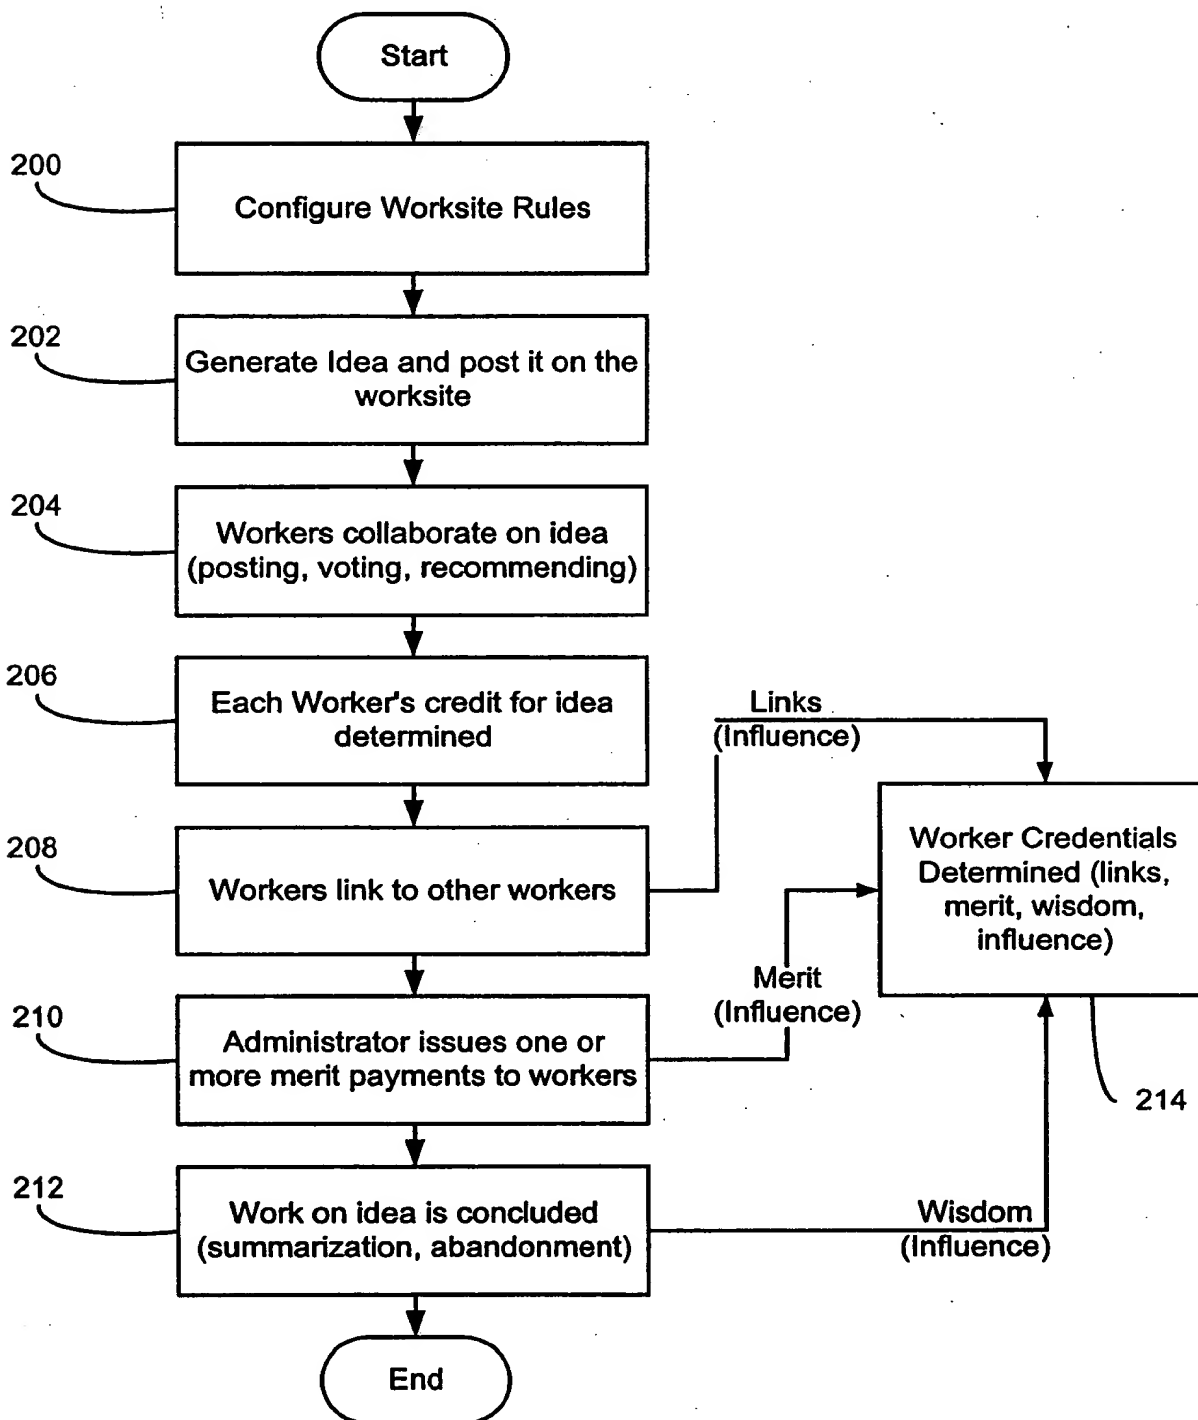 Start
200
Configure Worksite Rules
202
Generate Idea and post it on the
worksite
204
Workers collaborate on idea
(posting, voting, recommending)
206
Each Worker's credit for idea
determined
Links
(Influence)
208
Workers link to other workers
Worker Credentials
Determined (links,
merit, wisdom,
influence)
Merit
(Influence)
210
Administrator issues one or
more merit payments to workers
214
212
Work on idea is concluded
(summarization, abandonment)
Wisdom
(Influence)
End